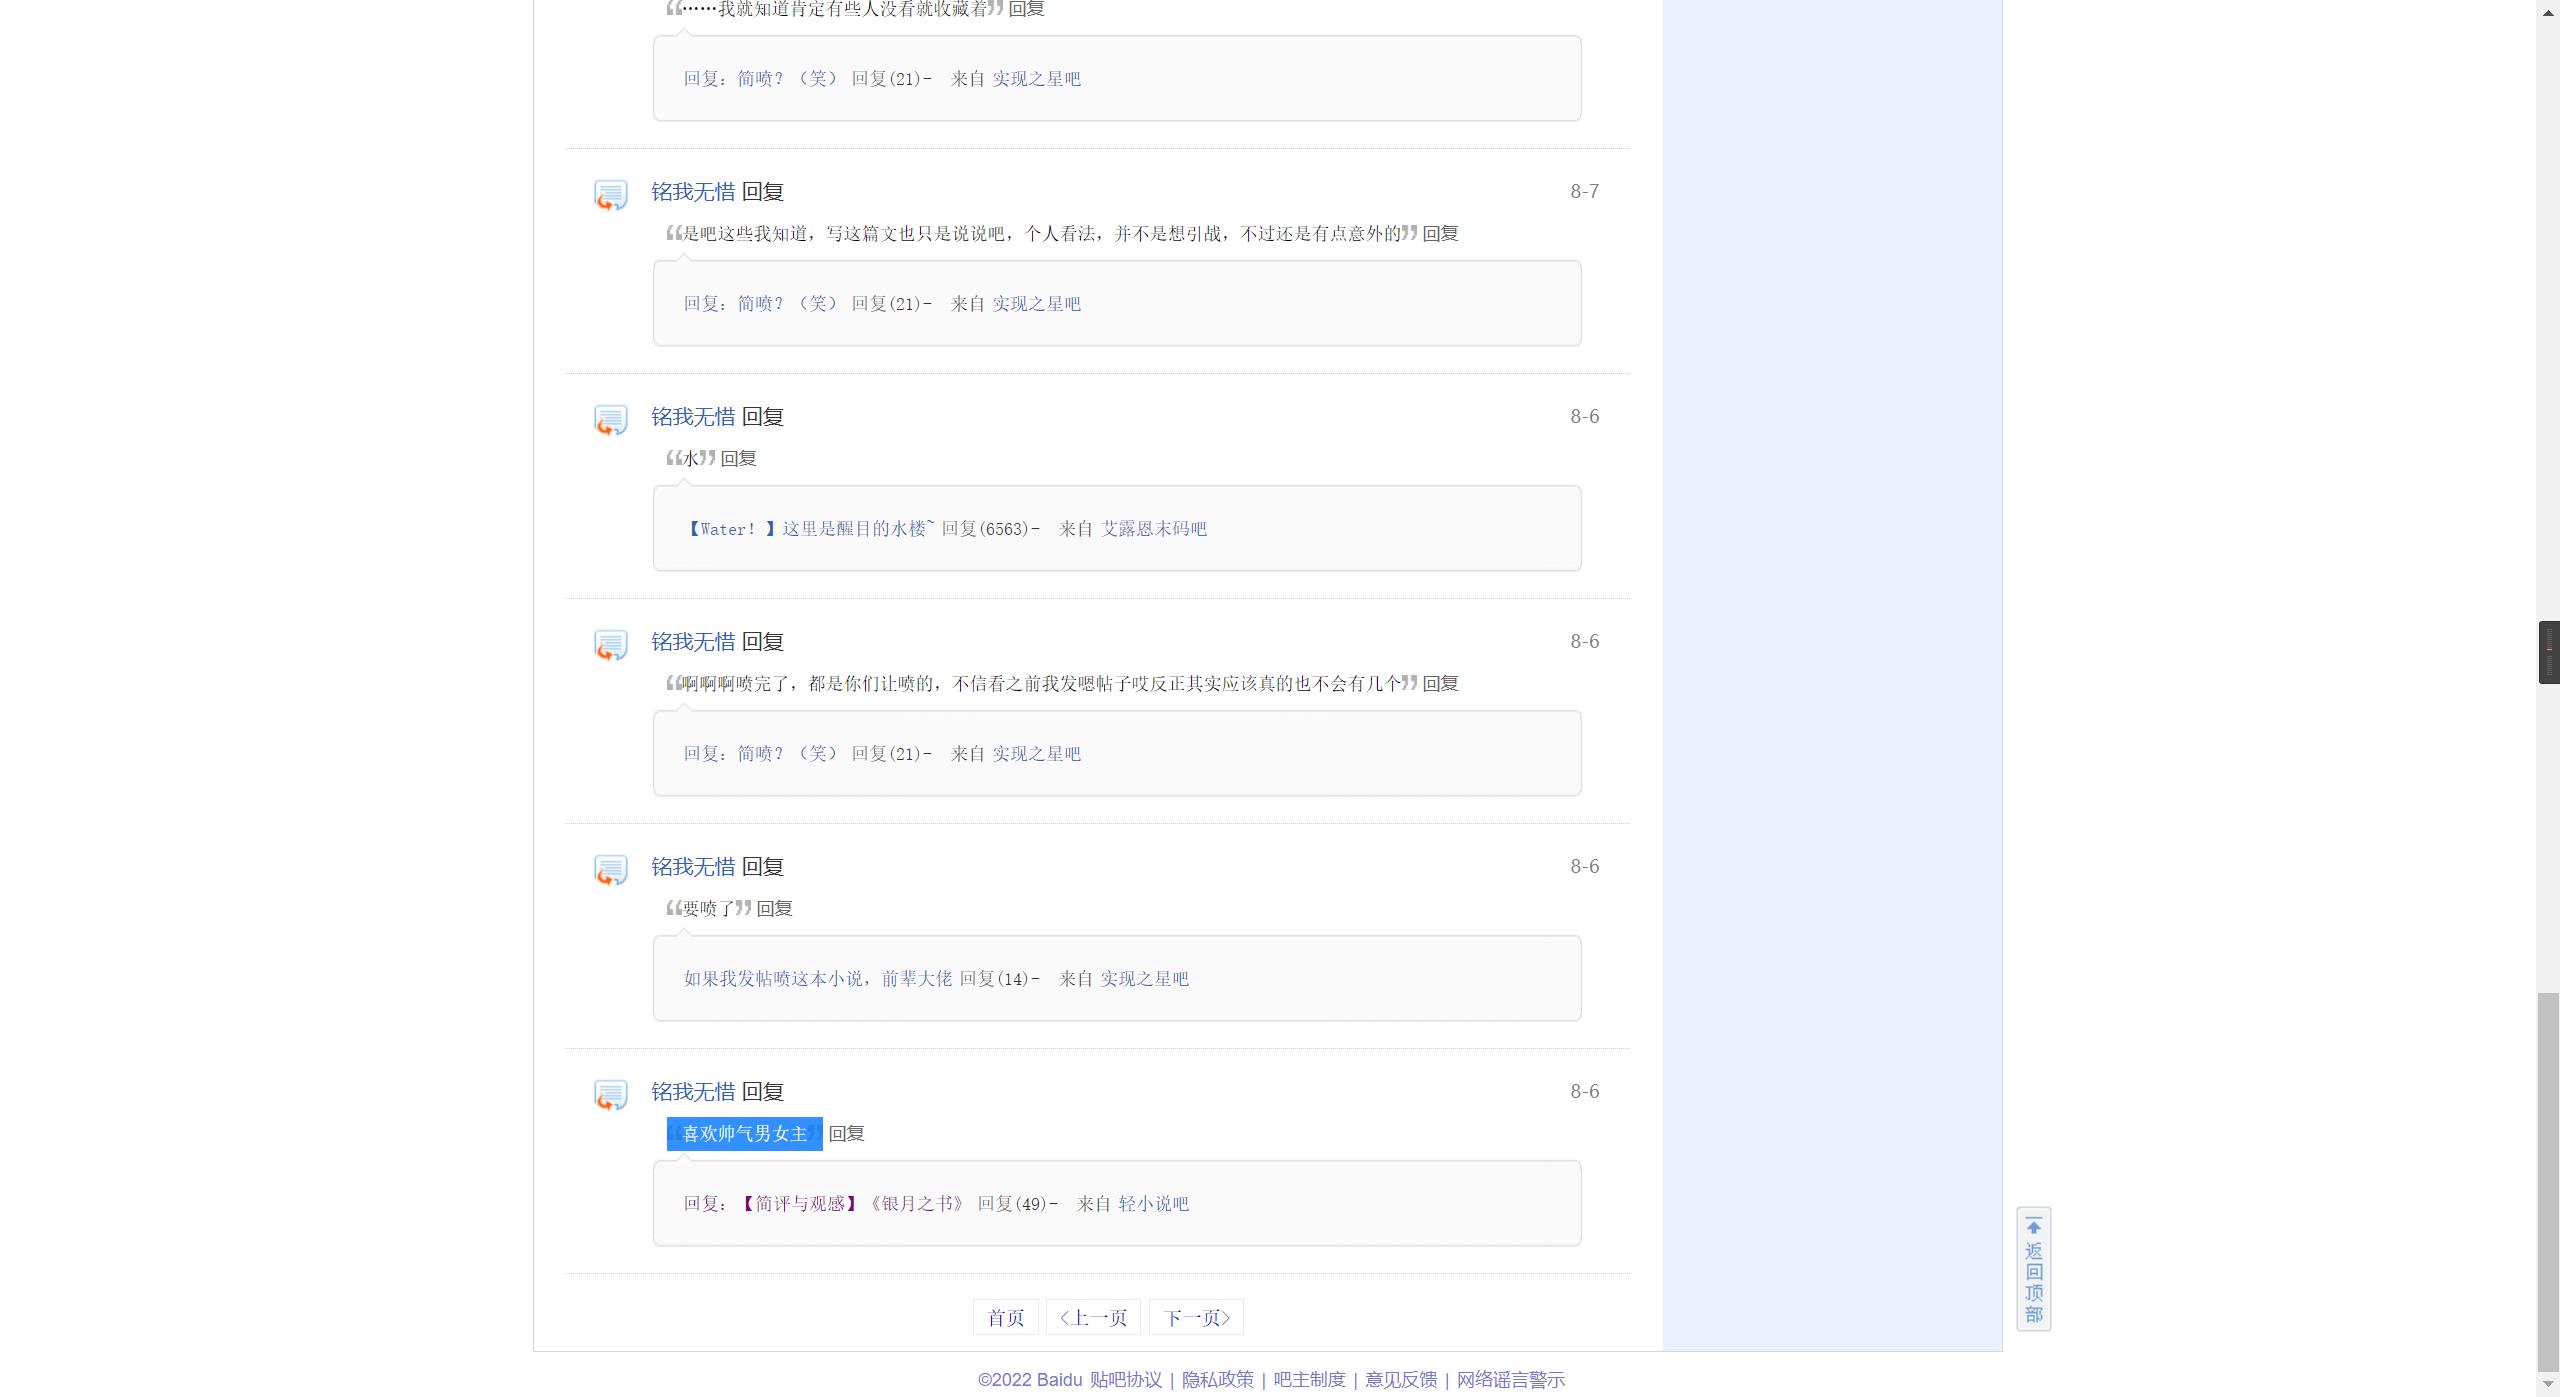 “……我就知道肯定有些人没看就收藏着” 回复
回复：简喷？（笑） 回复(21)- 来自 实现之星吧
铭我无惜 回复 8-7
“是吧这些我知道，写这篇文也只是说说吧，个人看法，并不是想引战，不过还是有点意外的” 回复
回复：简喷？（笑） 回复(21)- 来自 实现之星吧
铭我无惜 回复 8-6
“水” 回复
【Water！】这里是醒目的水楼~ 回复(6563)- 来自 艾露恩末码吧
铭我无惜 回复 8-6
“啊啊啊喷完了，都是你们让喷的，不信看之前我发嗯帖子哎反正其实应该真的也不会有几个” 回复
回复：简喷？（笑） 回复(21)- 来自 实现之星吧
铭我无惜 回复 8-6
“要喷了” 回复
如果我发帖喷这本小说，前辈大佬 回复(14)- 来自 实现之星吧
铭我无惜 回复 8-6
“喜欢帅气男女主” 回复
回复：【简评与观感】《银月之书》 回复(49)- 来自 轻小说吧
返回顶部
首页 <上一页 下一页>
©2022 Baidu 贴吧协议 | 隐私政策 | 吧主制度 | 意见反馈 | 网络谣言警示